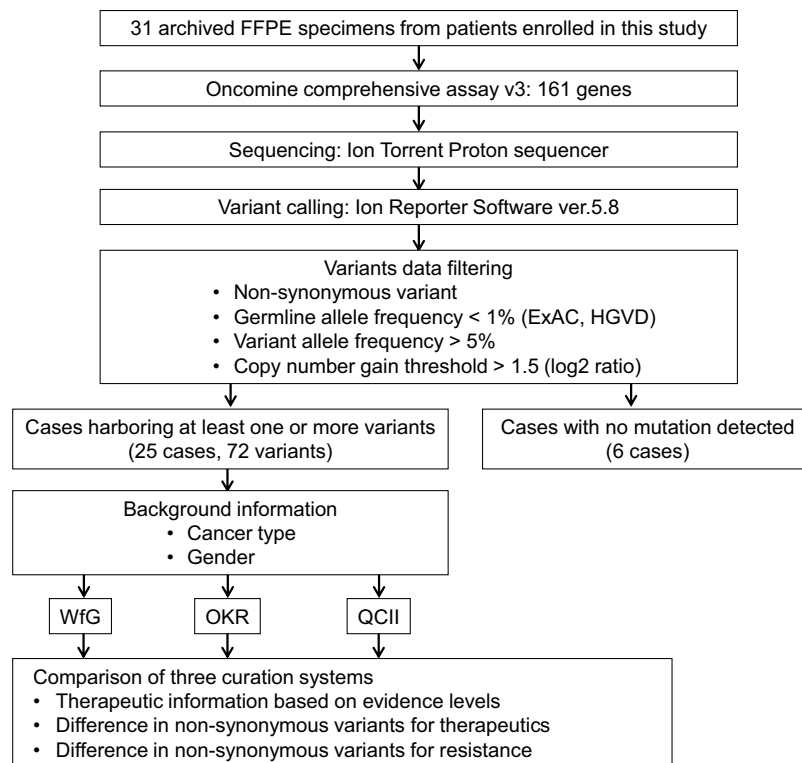 31 archived FFPE specimens from patients enrolled in this study
Oncomine comprehensive assay v3: 161 genes
Sequencing: Ion Torrent Proton sequencer
Variant calling: Ion Reporter Software ver.5.8
Variants data filtering
• Non-synonymous variant
• Germline allele frequency < 1% (ExAC, HGVD)
• Variant allele frequency > 5%
• Copy number gain threshold > 1.5 (log2 ratio)
Cases harboring at least one or more variants
(25 cases, 72 variants)
Cases with no mutation detected
(6 cases)
Background information
• Cancer type
• Gender
WfG
OKR
QCII
Comparison of three curation systems
• Therapeutic information based on evidence levels
• Difference in non-synonymous variants for therapeutics
• Difference in non-synonymous variants for resistance